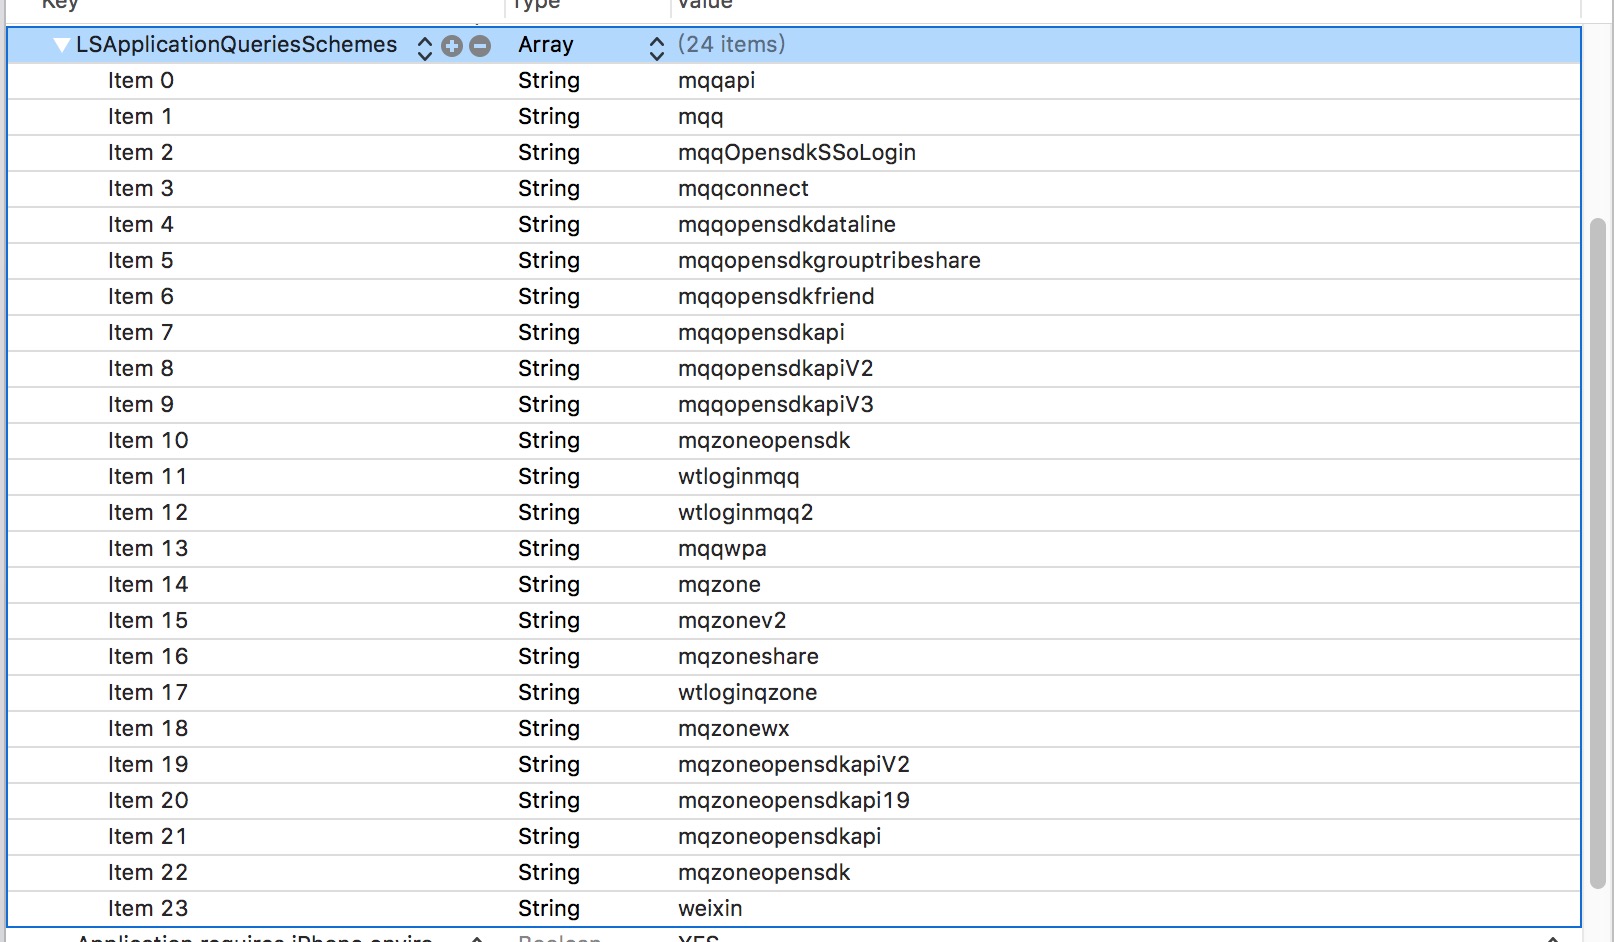 Key Type Value
LSApplicationQueriesSchemes Array (24 items)
Item 0 String mqqapi
Item 1 String mqq
Item 2 String mqqOpensdkSSoLogin
Item 3 String mqqconnect
Item 4 String mqqopensdkdataline
Item 5 String mqqopensdkgrouptribeshare
Item 6 String mqqopensdkfriend
Item 7 String mqqopensdkapi
Item 8 String mqqopensdkapiV2
Item 9 String mqqopensdkapiV3
Item 10 String mqzoneopensdk
Item 11 String wtloginmqq
Item 12 String wtloginmqq2
Item 13 String mqqwpa
Item 14 String mqzone
Item 15 String mqzonev2
Item 16 String mqzoneshare
Item 17 String wtloginqzone
Item 18 String mqzonewx
Item 19 String mqzoneopensdkapiV2
Item 20 String mqzoneopensdkapi19
Item 21 String mqzoneopensdkapi
Item 22 String mqzoneopensdk
Item 23 String weixin
Application requires iPhone enviro Boolean YES